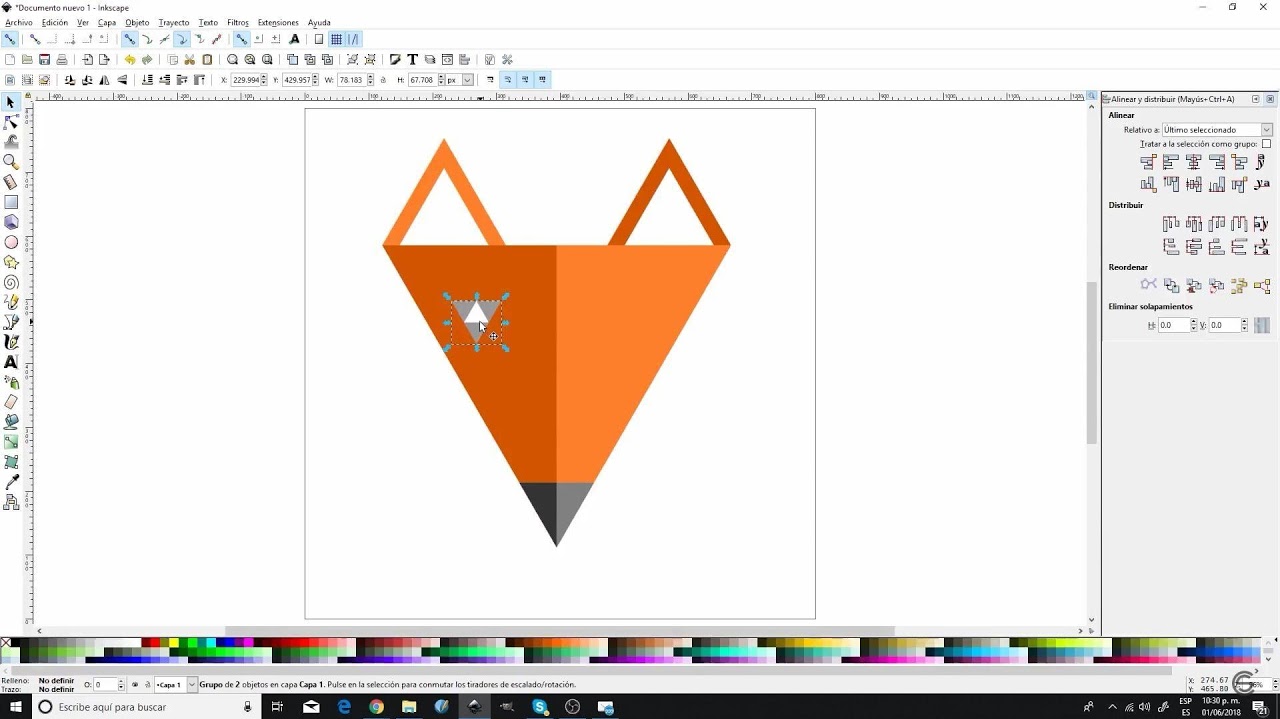 *Documento nuevo 1 - Inkscape
Archivo Edición Ver Capa Objeto Trayecto Texto Filtros Extensiones Ayuda
X: 229.994 Y: 429.957 W: 78.183 H: 67.708 px
Alinear y distribuir (Mayús+Ctrl+A)
Alinear
Relativo a: Último seleccionado
Tratar a la selección como grupo:
Distribuir
Reordenar
Eliminar solapamientos
H: 0.0 V: 0.0
Relleno: No definir
Trazo: No definir
O: 0
•Capa 1
Grupo de 2 objetos en capa Capa 1. Pulse en la selección para conmutar los tiradores de escalado/rotación.
X: 274.67
Y: 465.80
Escribe aquí para buscar
ESP
ES
10:30 p. m.
01/06/2018